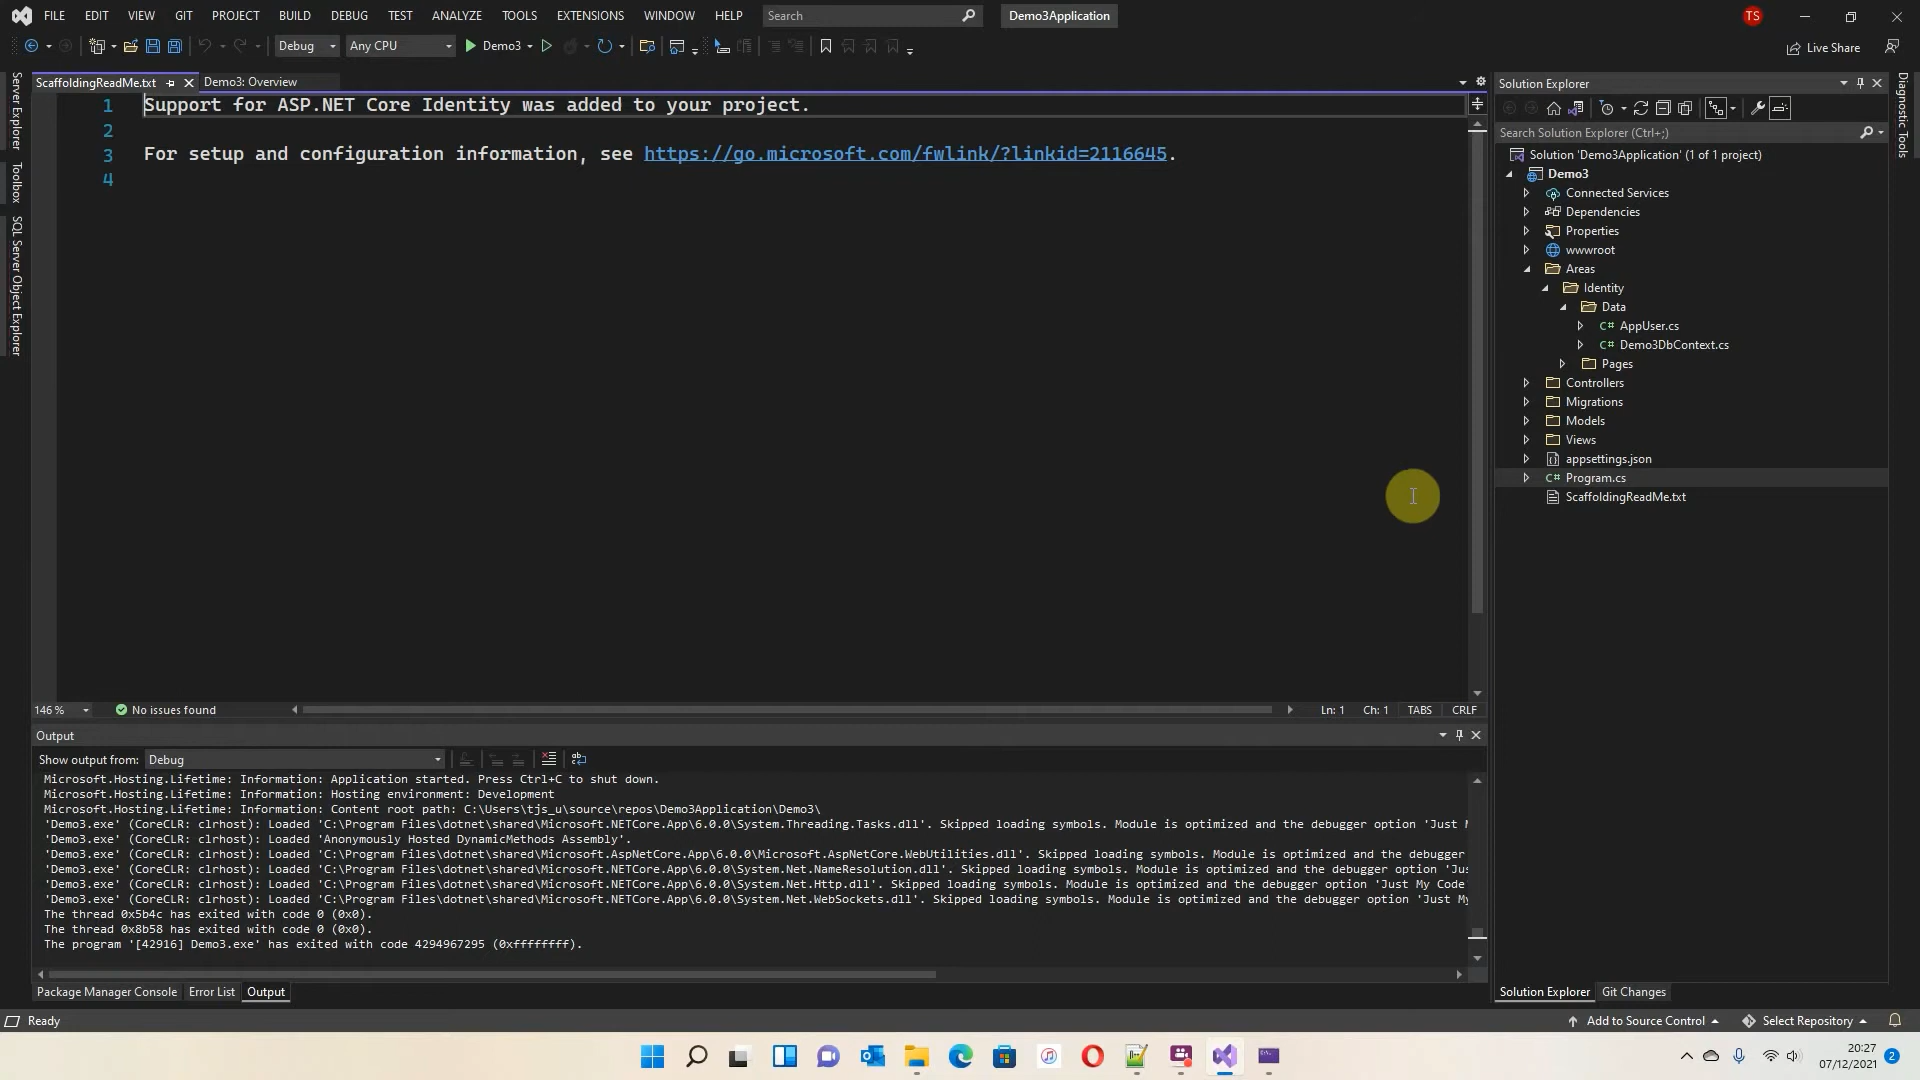 FILE EDIT VIEW GIT PROJECT BUILD DEBUG TEST ANALYZE TOOLS EXTENSIONS WINDOW HELP Search Demo3Application TS
Debug Any CPU Demo3 Live Share
Server Explorer
Toolbox
SQL Server Object Explorer
ScaffoldingReadMe.txt Demo3: Overview
1 Support for ASP.NET Core Identity was added to your project.
2
3 For setup and configuration information, see https://go.microsoft.com/fwlink/?linkid=2116645.
4
146 % No issues found Ln: 1 Ch: 1 TABS CRLF
Output
Show output from: Debug
Microsoft.Hosting.Lifetime: Information: Application started. Press Ctrl+C to shut down.
Microsoft.Hosting.Lifetime: Information: Hosting environment: Development
Microsoft.Hosting.Lifetime: Information: Content root path: C:\Users\tjs_u\source\repos\Demo3Application\Demo3\
'Demo3.exe' (CoreCLR: clrhost): Loaded 'C:\Program Files\dotnet\shared\Microsoft.NETCore.App\6.0.0\System.Threading.Tasks.dll'. Skipped loading symbols. Module is optimized and the debugger option 'Just M
'Demo3.exe' (CoreCLR: clrhost): Loaded 'Anonymously Hosted DynamicMethods Assembly'.
'Demo3.exe' (CoreCLR: clrhost): Loaded 'C:\Program Files\dotnet\shared\Microsoft.AspNetCore.App\6.0.0\Microsoft.AspNetCore.WebUtilities.dll'. Skipped loading symbols. Module is optimized and the debugger
'Demo3.exe' (CoreCLR: clrhost): Loaded 'C:\Program Files\dotnet\shared\Microsoft.NETCore.App\6.0.0\System.Net.NameResolution.dll'. Skipped loading symbols. Module is optimized and the debugger option 'Jus
'Demo3.exe' (CoreCLR: clrhost): Loaded 'C:\Program Files\dotnet\shared\Microsoft.NETCore.App\6.0.0\System.Net.Http.dll'. Skipped loading symbols. Module is optimized and the debugger option 'Just My Code'
'Demo3.exe' (CoreCLR: clrhost): Loaded 'C:\Program Files\dotnet\shared\Microsoft.NETCore.App\6.0.0\System.Net.WebSockets.dll'. Skipped loading symbols. Module is optimized and the debugger option 'Just My
The thread 0x5b4c has exited with code 0 (0x0).
The thread 0x8b58 has exited with code 0 (0x0).
The program '[42916] Demo3.exe' has exited with code 4294967295 (0xffffffff).
Package Manager Console Error List Output
Solution Explorer
Search Solution Explorer (Ctrl+;)
Solution 'Demo3Application' (1 of 1 project)
Demo3
Connected Services
Dependencies
Properties
wwwroot
Areas
Identity
Data
C# AppUser.cs
C# Demo3DbContext.cs
Pages
Controllers
Migrations
Models
Views
appsettings.json
C# Program.cs
ScaffoldingReadMe.txt
Solution Explorer Git Changes
Diagnostic Tools
Ready Add to Source Control Select Repository
20:27
07/12/2021 2